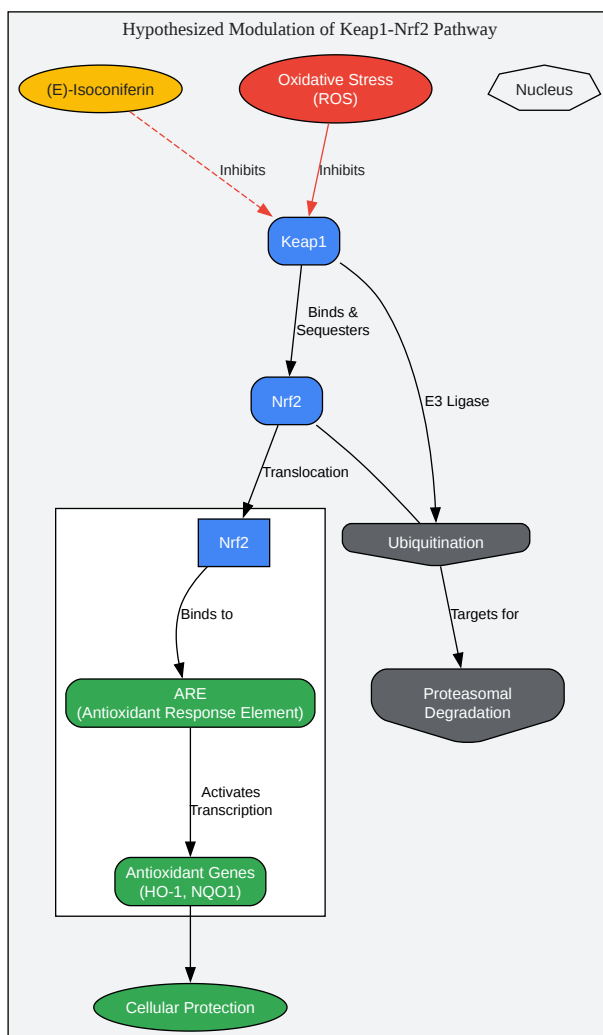 Hypothesized Modulation of Keap1-Nrf2 Pathway
(E)-Isoconiferin
Oxidative Stress
(ROS)
Nucleus
Inhibits
Inhibits
Keap1
Binds &
Sequesters
Nrf2
E3 Ligase
Translocation
Nrf2
Ubiquitination
Binds to
Targets for
ARE
(Antioxidant Response Element)
Proteasomal
Degradation
Activates
Transcription
Antioxidant Genes
(HO-1, NQO1)
Cellular Protection